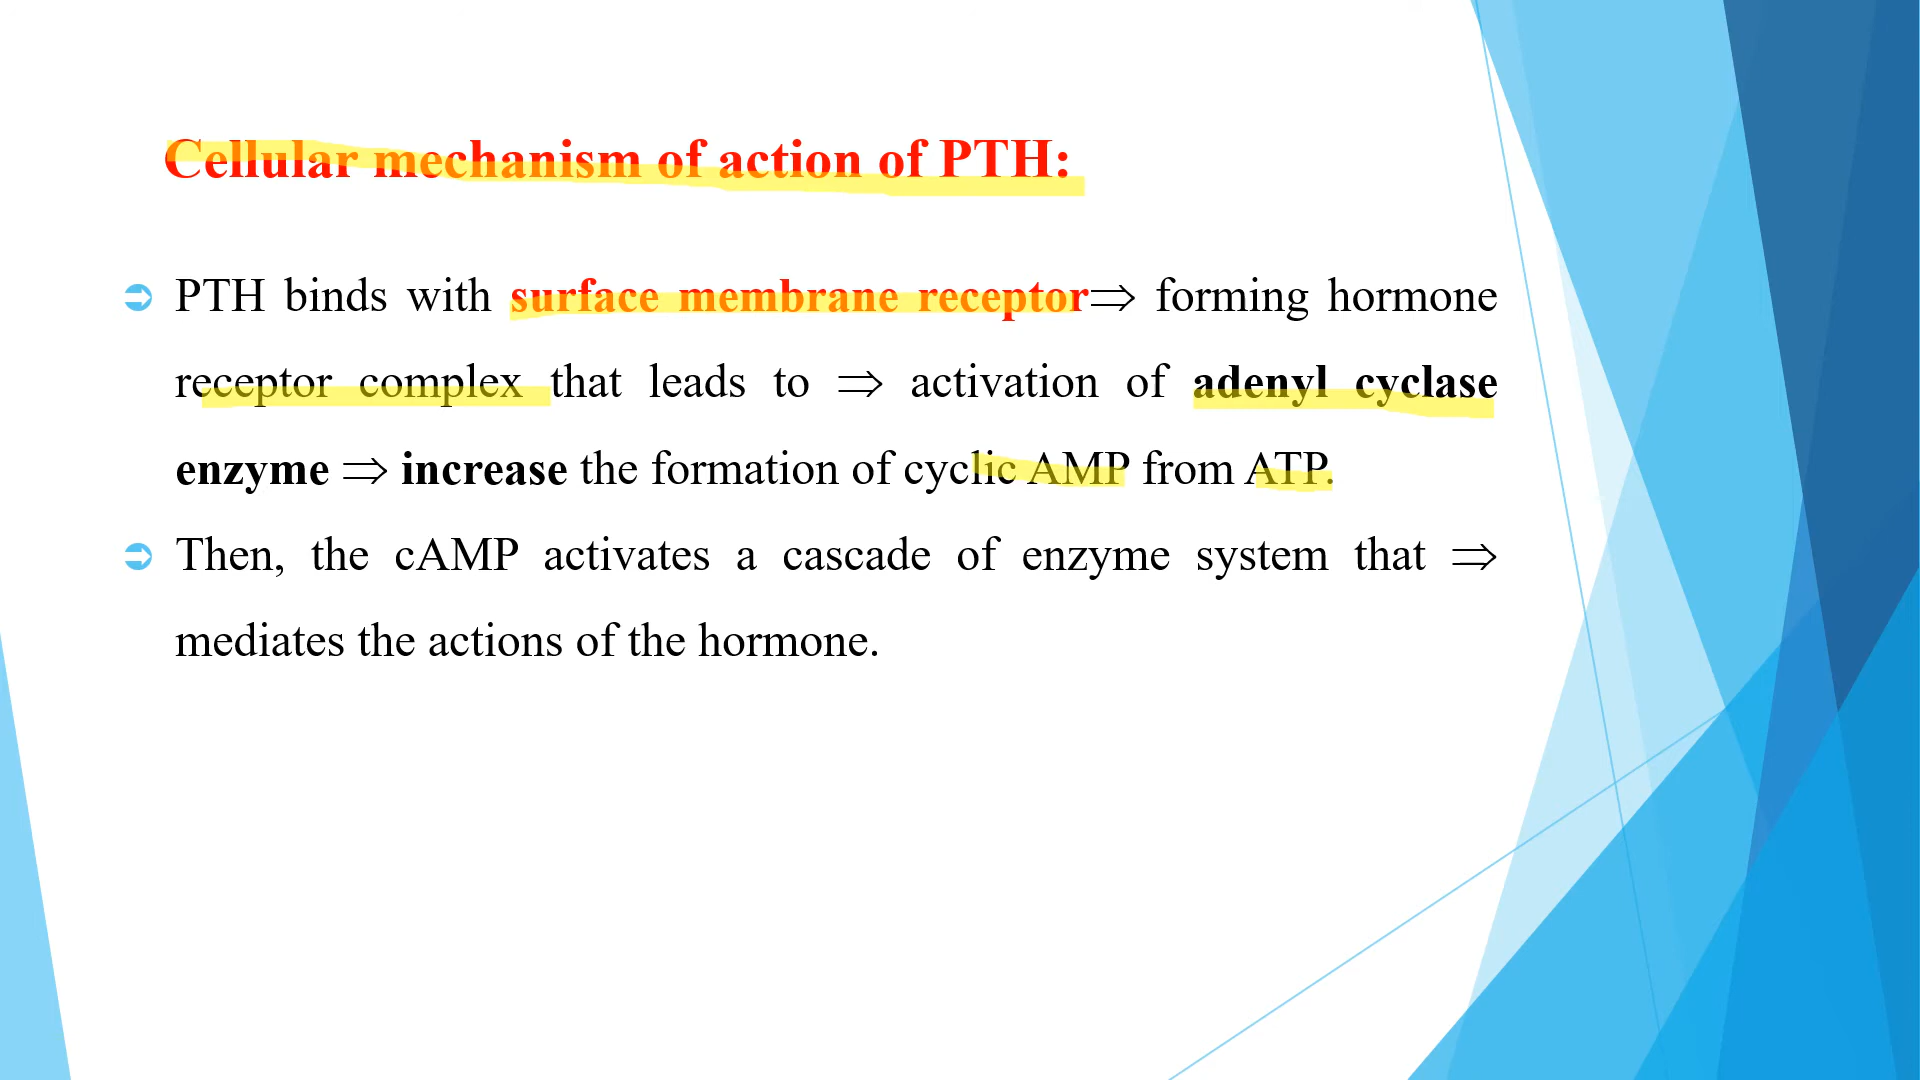 Cellular mechanism of action of PTH:
PTH binds with surface membrane receptor⇒ forming hormone
receptor complex that leads to ⇒ activation of adenyl cyclase
enzyme ⇒ increase the formation of cyclic AMP from ATP.
Then, the cAMP activates a cascade of enzyme system that ⇒
mediates the actions of the hormone.